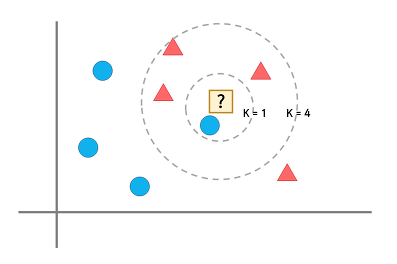 ?
K = 1
K = 4